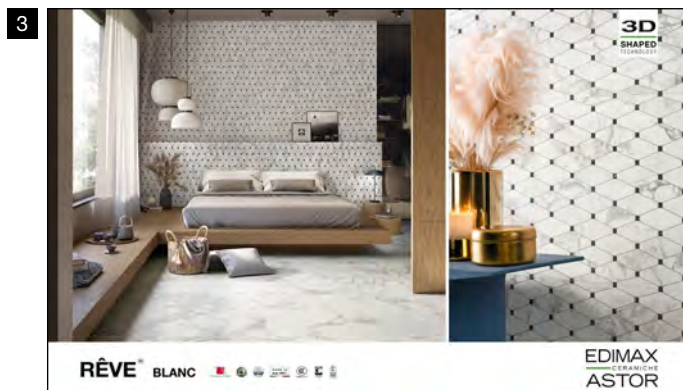 3
3D
SHAPED
TECHNOLOGY
RÊVE
BLANC
EDIMAX
CERAMICHE
ASTOR